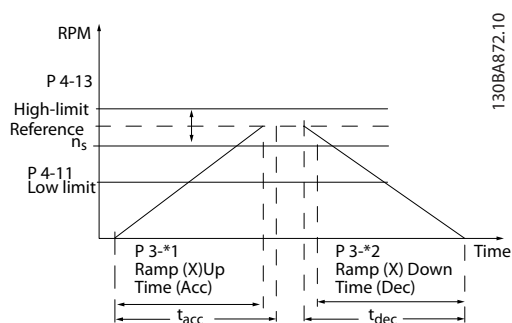 RPM
P 4-13
High-limit
Reference
ns
P 4-11
Low limit
P 3-*1
Ramp (X)Up
Time (Acc)
P 3-*2
Ramp (X) Down
Time (Dec)
Time
tacc
tdec
130BA872.10